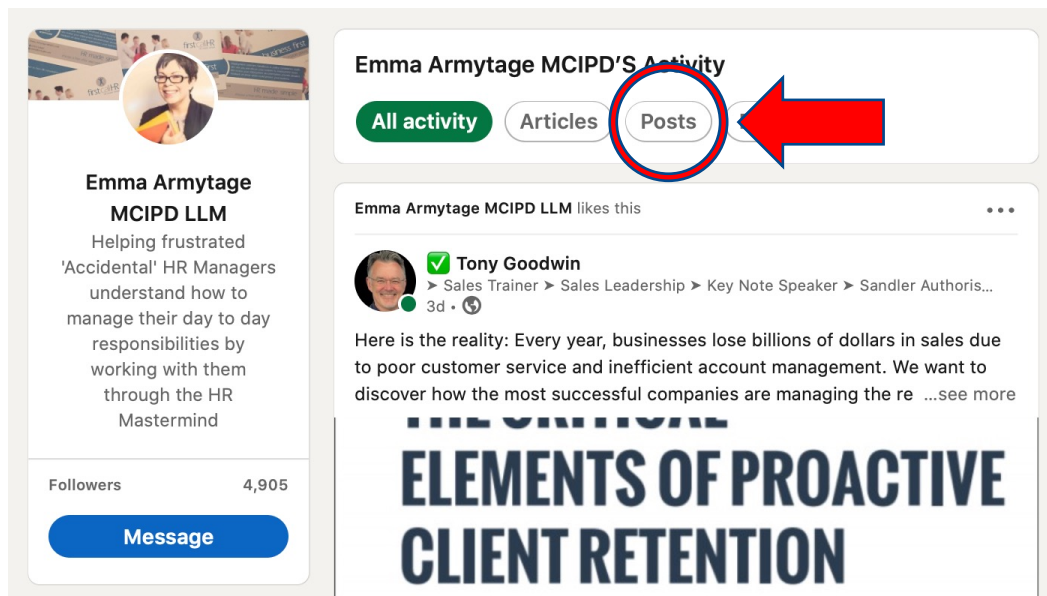 Emma Armytage
MCIPD LLM
Helping frustrated
'Accidental' HR Managers
understand how to
manage their day to day
responsibilities by
working with them
through the HR
Mastermind
Followers 4,905
Message
Emma Armytage MCIPD'S Activity
All activity Articles Posts
Emma Armytage MCIPD LLM likes this
✅ Tony Goodwin
➤ Sales Trainer ➤ Sales Leadership ➤ Key Note Speaker ➤ Sandler Authoris...
3d •
Here is the reality: Every year, businesses lose billions of dollars in sales due
to poor customer service and inefficient account management. We want to
discover how the most successful companies are managing the re ...see more
THE CRITICAL
ELEMENTS OF PROACTIVE
CLIENT RETENTION